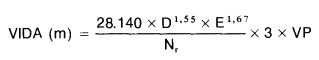 VIDA (m) = 28.140 × D^1,55 × E^1,67 / N_r × 3 × VP